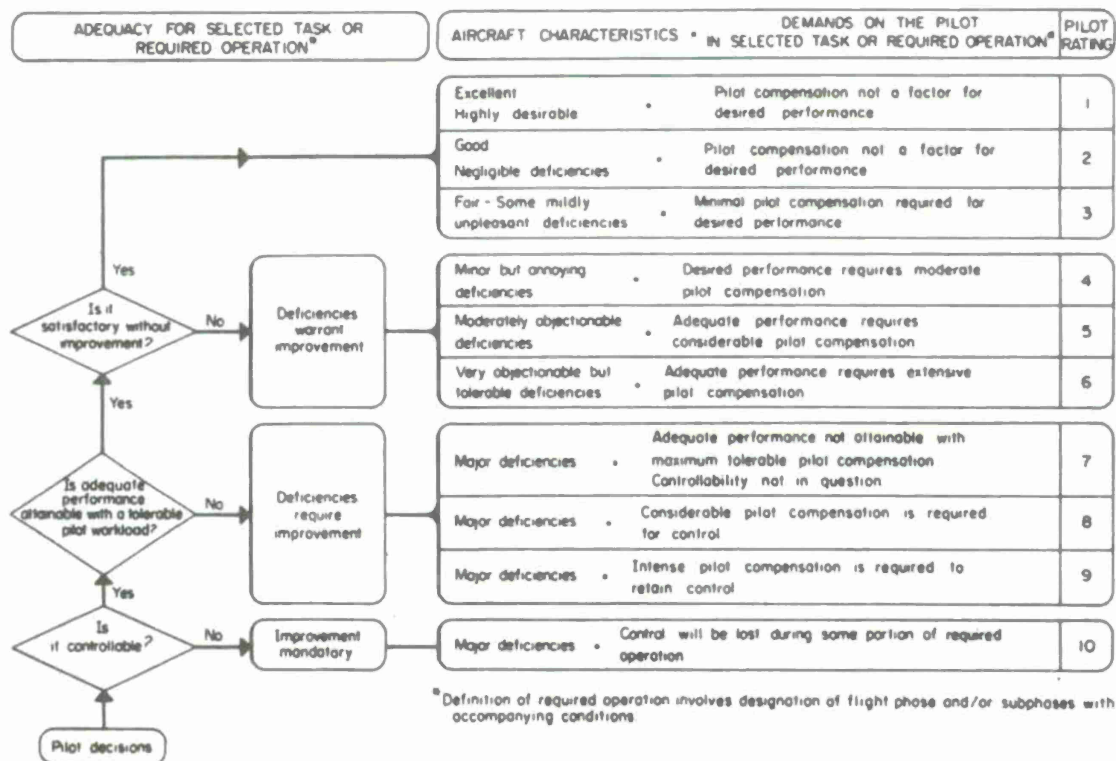 ADEQUACY FOR SELECTED TASK OR
REQUIRED OPERATION*
AIRCRAFT CHARACTERISTICS •
DEMANDS ON THE PILOT
IN SELECTED TASK OR REQUIRED OPERATION*
PILOT
RATING
Excellent
Highly desirable •
Pilot compensation not a factor for
desired performance
1
Good
Negligible deficiencies •
Pilot compensation not a factor for
desired performance
2
Fair - Some mildly
unpleasant deficiencies •
Minimal pilot compensation required for
desired performance
3
Yes
Is it
satisfactory without
improvement?
No
Deficiencies
warrant
improvement
Minor but annoying
deficiencies •
Desired performance requires moderate
pilot compensation
4
Moderately objectionable
deficiencies •
Adequate performance requires
considerable pilot compensation
5
Very objectionable but
tolerable deficiencies •
Adequate performance requires extensive
pilot compensation
6
Yes
Is adequate
performance
attainable with a tolerable
pilot workload?
No
Deficiencies
require
improvement
Major deficiencies •
Adequate performance not attainable with
maximum tolerable pilot compensation
Controllability not in question
7
Major deficiencies •
Considerable pilot compensation is required
for control
8
Major deficiencies •
Intense pilot compensation is required to
retain control
9
Yes
Is
it controllable?
No
Improvement
mandatory
Major deficiencies •
Control will be lost during some portion of required
operation
10
Pilot decisions
*Definition of required operation involves designation of flight phase and/or subphases with
accompanying conditions